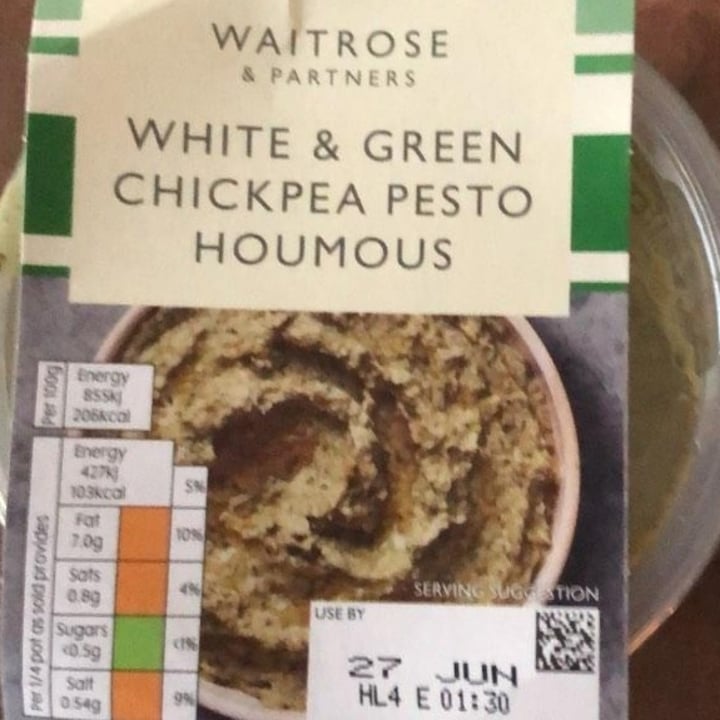 WAITROSE
& PARTNERS
WHITE & GREEN
CHICKPEA PESTO
HOUMOUS
Per 100g
Energy
855kJ
206kcal
Per 1/4 pot as sold provides
Energy
427kJ
103kcal
5%
Fat
7.0g
10%
Sats
0.8g
4%
Sugars
<0.5g
<1%
Salt
0.54g
9%
SERVING SUGGESTION
USE BY
27 JUN
HL4 E 01:30